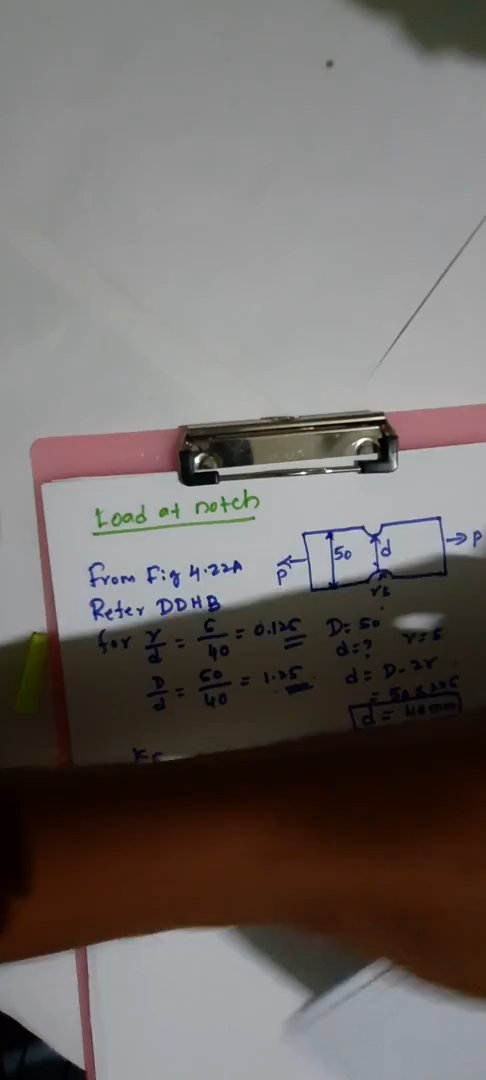 Load at notch
From Fig 4.22A
Refer DDHB
P 50 d P
r5
for r/d = 5/40 = 0.125 D = 50 r = 5
d = ?
D/d = 50/40 = 1.25 d = D - 2r
d = 40mm